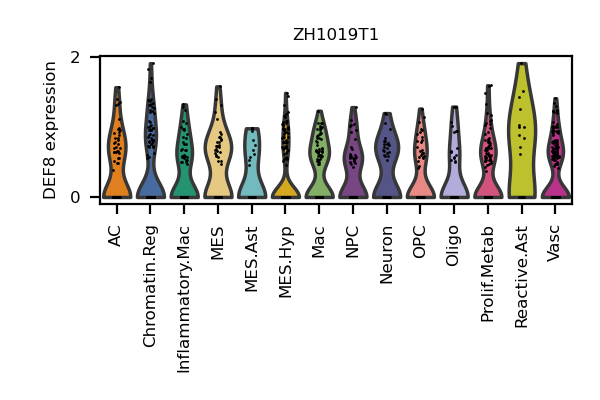 ZH1019T1
DEF8 expression
2
0
AC
Chromatin.Reg
Inflammatory.Mac
MES
MES.Ast
MES.Hyp
Mac
NPC
Neuron
OPC
Oligo
Prolif.Metab
Reactive.Ast
Vasc